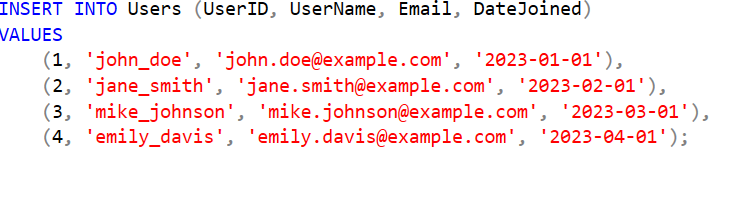 INSERT INTO Users (UserID, UserName, Email, DateJoined)
VALUES
(1, 'john_doe', 'john.doe@example.com', '2023-01-01'),
(2, 'jane_smith', 'jane.smith@example.com', '2023-02-01'),
(3, 'mike_johnson', 'mike.johnson@example.com', '2023-03-01'),
(4, 'emily_davis', 'emily.davis@example.com', '2023-04-01');